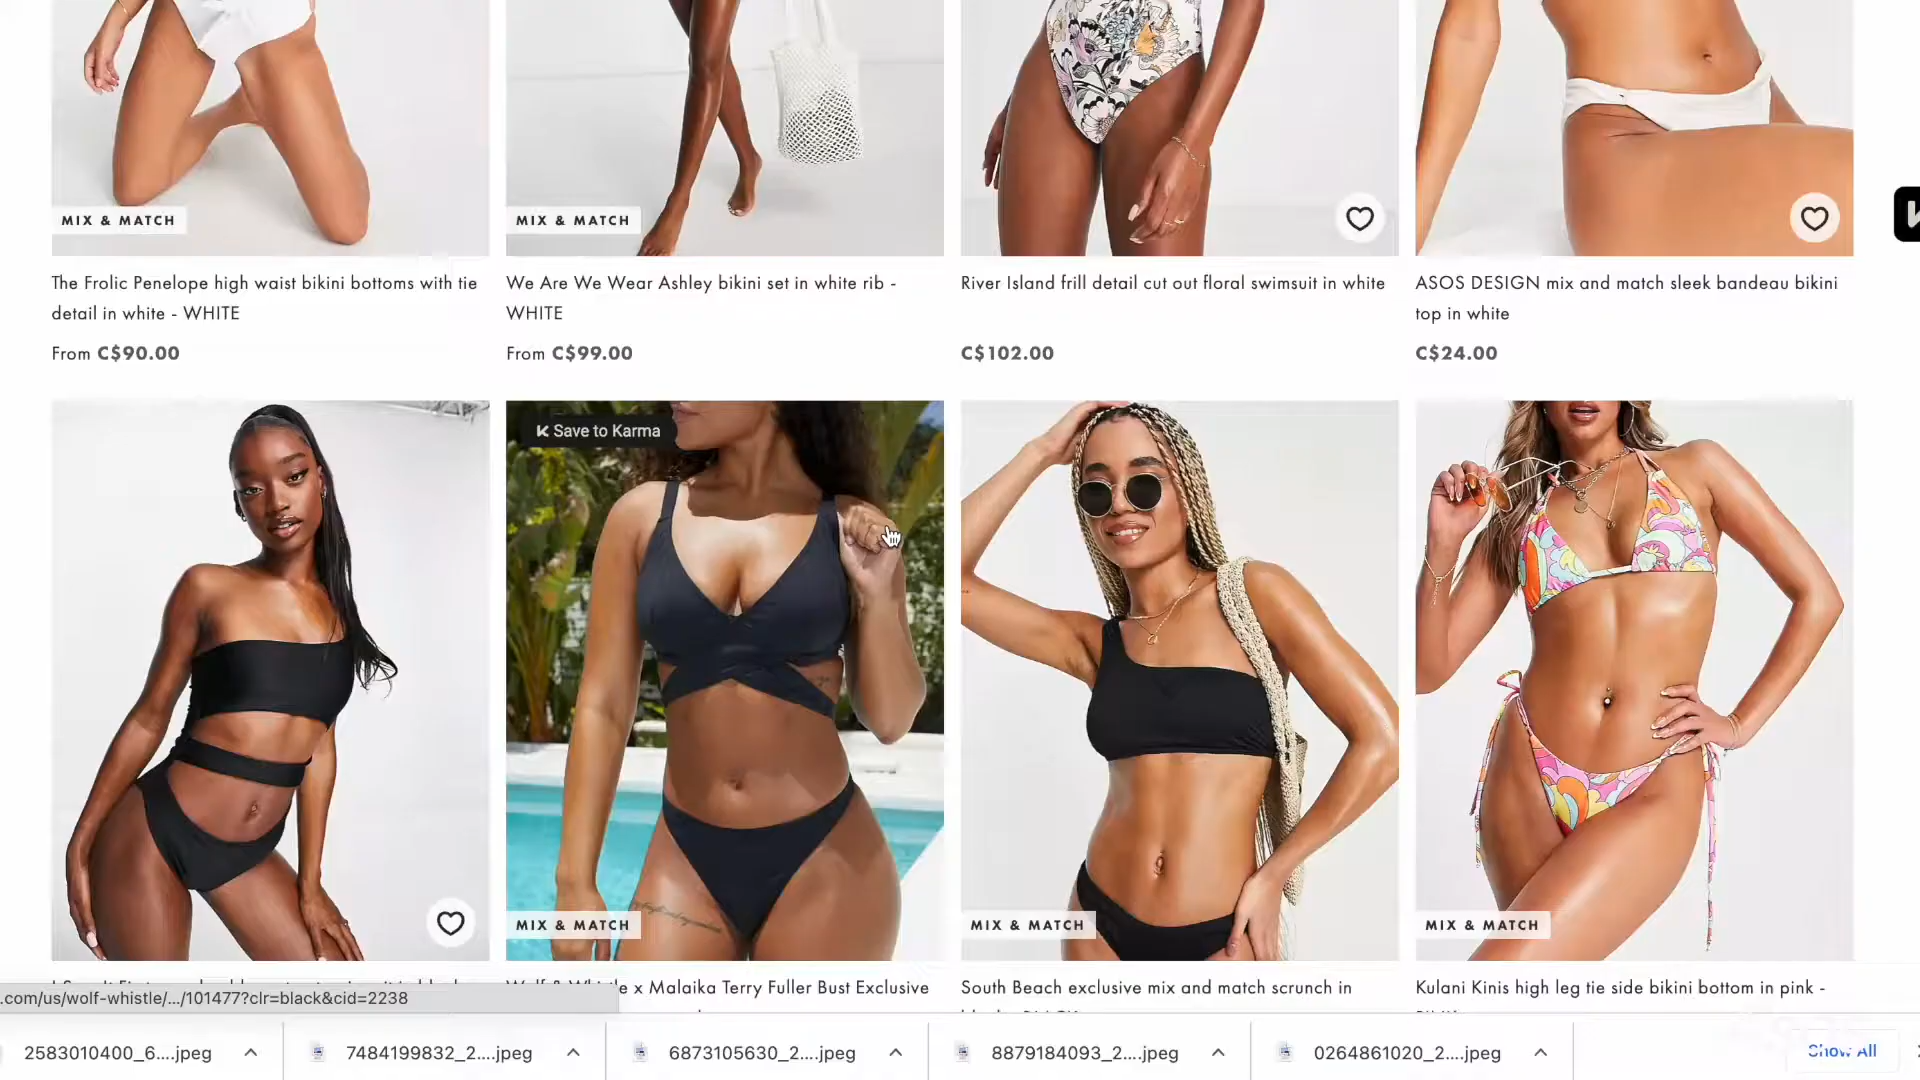 MIX & MATCH
MIX & MATCH
The Frolic Penelope high waist bikini bottoms with tie
detail in white - WHITE
From C$90.00
We Are We Wear Ashley bikini set in white rib -
WHITE
From C$99.00
River Island frill detail cut out floral swimsuit in white
C$102.00
ASOS DESIGN mix and match sleek bandeau bikini
top in white
C$24.00
Save to Karma
MIX & MATCH
MIX & MATCH
MIX & MATCH
x Malaika Terry Fuller Bust Exclusive
South Beach exclusive mix and match scrunch in
Kulani Kinis high leg tie side bikini bottom in pink -
.com/us/wolf-whistle/.../101477?clr=black&cid=2238
2583010400_6....jpeg
7484199832_2....jpeg
6873105630_2....jpeg
8879184093_2....jpeg
0264861020_2....jpeg
Show All